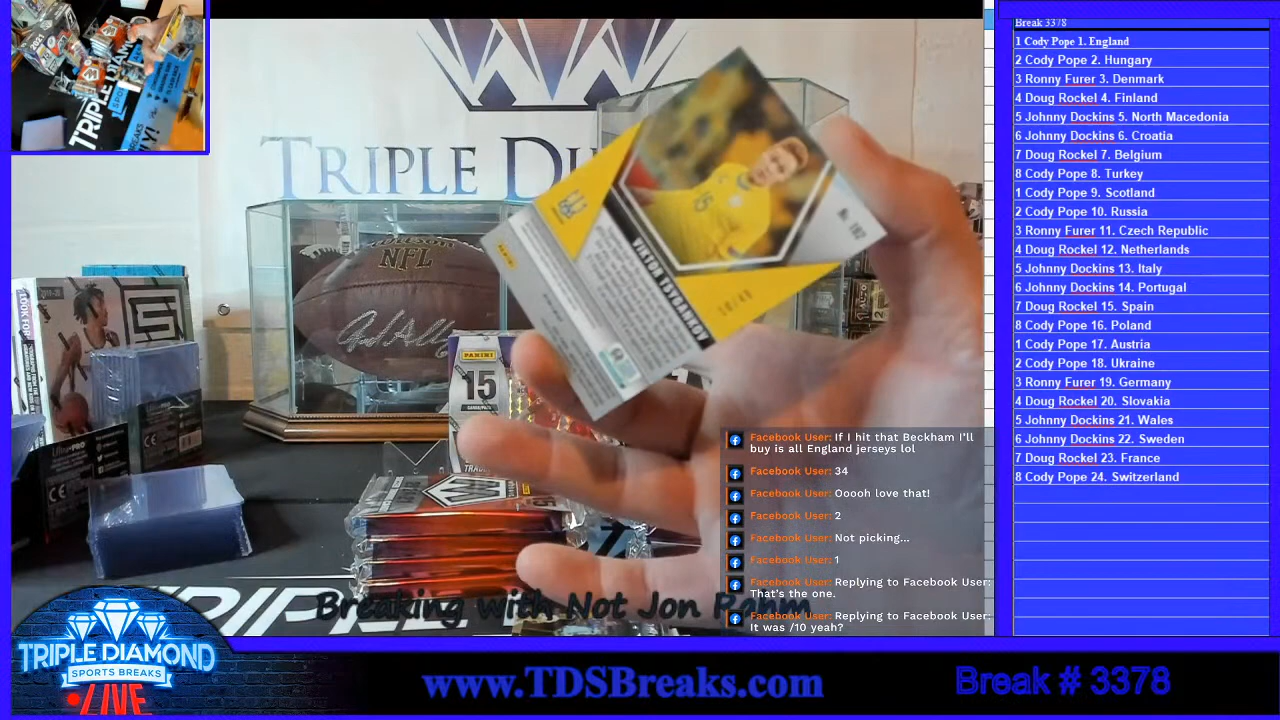 TRIPLE DIAMOND
TRIPLE D
Wilson
NFL
PANINI
15
VIKTOR TSYGANKOV
No. 192
Break 3378
1 Cody Pope 1. England
2 Cody Pope 2. Hungary
3 Ronny Furer 3. Denmark
4 Doug Rockel 4. Finland
5 Johnny Dockins 5. North Macedonia
6 Johnny Dockins 6. Croatia
7 Doug Rockel 7. Belgium
8 Cody Pope 8. Turkey
1 Cody Pope 9. Scotland
2 Cody Pope 10. Russia
3 Ronny Furer 11. Czech Republic
4 Doug Rockel 12. Netherlands
5 Johnny Dockins 13. Italy
6 Johnny Dockins 14. Portugal
7 Doug Rockel 15. Spain
8 Cody Pope 16. Poland
1 Cody Pope 17. Austria
2 Cody Pope 18. Ukraine
3 Ronny Furer 19. Germany
4 Doug Rockel 20. Slovakia
5 Johnny Dockins 21. Wales
6 Johnny Dockins 22. Sweden
7 Doug Rockel 23. France
8 Cody Pope 24. Switzerland
Facebook User: If I hit that Beckham I'll
buy is all England jerseys lol
Facebook User: 34
Facebook User: Ooooh love that!
Facebook User: 2
Facebook User: Not picking...
Facebook User: 1
Facebook User: Replying to Facebook User:
That's the one.
Facebook User: Replying to Facebook User:
It was /10 yeah?
Breaking with Not Jon Rahm
TRIPLE DIAMOND
SPORTS BREAKS
LIVE
www.TDSBreaks.com
Break # 3378